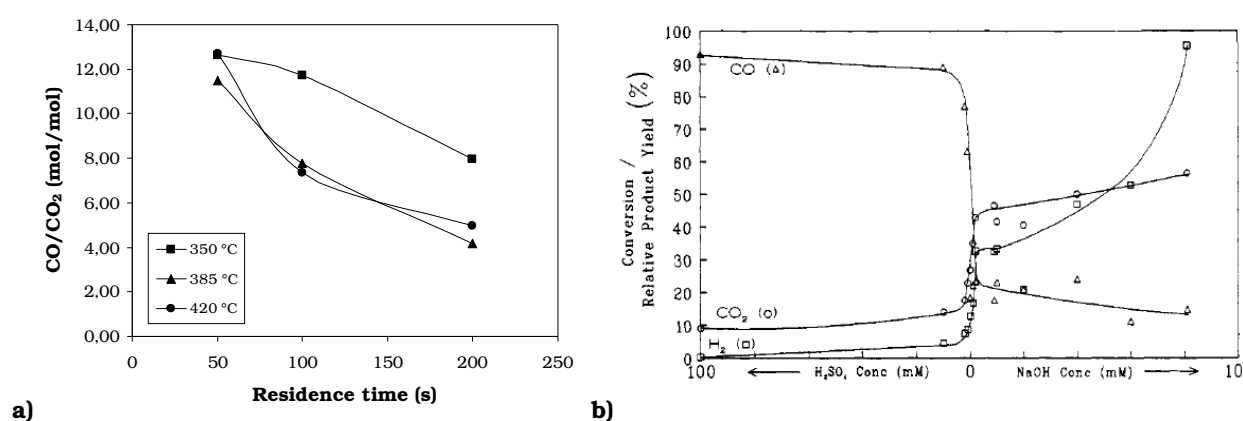 14,00
12,00
10,00
8,00
6,00
4,00
2,00
0,00
CO/CO₂ (mol/mol)
350 °C
385 °C
420 °C
0 50 100 150 200 250
Residence time (s)
a)
100
90
80
70
60
50
40
30
20
10
0
Conversion /
Relative Product Yield (%)
CO (△)
CO₂ (○)
H₂ (□)
100 0 10
← H₂SO₄ Conc (mM) NaOH Conc (mM) →
b)